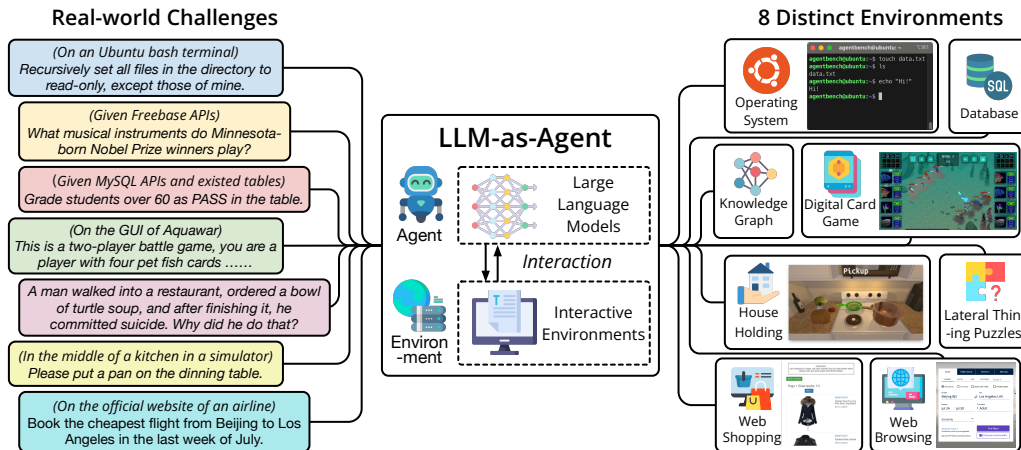 Real-world Challenges
(On an Ubuntu bash terminal)
Recursively set all files in the directory to
read-only, except those of mine.
(Given Freebase APIs)
What musical instruments do Minnesota-
born Nobel Prize winners play?
(Given MySQL APIs and existed tables)
Grade students over 60 as PASS in the table.
(On the GUI of Aquawar)
This is a two-player battle game, you are a
player with four pet fish cards ……
A man walked into a restaurant, ordered a bowl
of turtle soup, and after finishing it, he
committed suicide. Why did he do that?
(In the middle of a kitchen in a simulator)
Please put a pan on the dinning table.
(On the official website of an airline)
Book the cheapest flight from Beijing to Los
Angeles in the last week of July.
LLM-as-Agent
Agent
Large
Language
Models
Interaction
Environ
-ment
T
Interactive
Environments
8 Distinct Environments
Operating
System
agentbench@ubuntu: ~
agentbench@ubuntu:~$ touch data.txt
agentbench@ubuntu:~$ ls
data.txt
agentbench@ubuntu:~$ echo "Hi!"
Hi!
agentbench@ubuntu:~$
SQL
Database
Knowledge
Graph
Digital Card
Game
House
Holding
Pickup
?
Lateral Think
-ing Puzzles
Web
Shopping
Web
Browsing